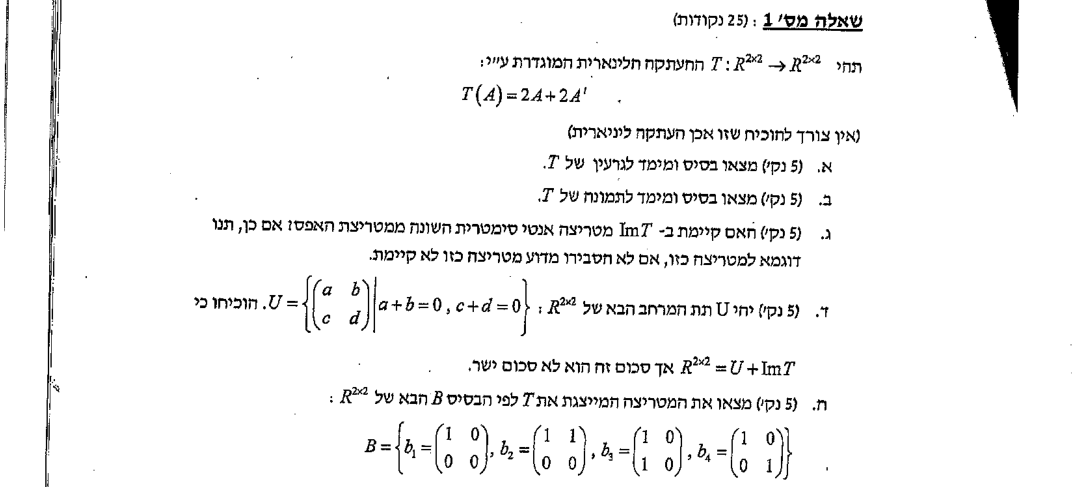 שאלה מס' 1 : (25 נקודות)
תהי T : R^{2×2} → R^{2×2} ההעתקה הלינארית המוגדרת ע"י:
T(A) = 2A + 2A^t .
(אין צורך להוכיח שזו אכן העתקה ליניארית)
א. (5 נק') מצאו בסיס ומימד לגרעין של T.
ב. (5 נק') מצאו בסיס ומימד לתמונה של T.
ג. (5 נק') האם קיימת ב- ImT מטריצה אנטי סימטרית השונה ממטריצת האפס? אם כן, תנו
דוגמא למטריצה כזו, אם לא הסבירו מדוע מטריצה כזו לא קיימת.
ד. (5 נק') יהי U תת המרחב הבא של R^{2×2} : U = {(a b; c d) | a+b=0, c+d=0}. הוכיחו כי
R^{2×2} = U + ImT אך סכום זה הוא לא סכום ישר.
ה. (5 נק') מצאו את המטריצה המייצגת את T לפי הבסיס B הבא של R^{2×2} :
B = {b₁ = (1 0; 0 0), b₂ = (1 1; 0 0), b₃ = (1 0; 1 0), b₄ = (1 0; 0 1)}